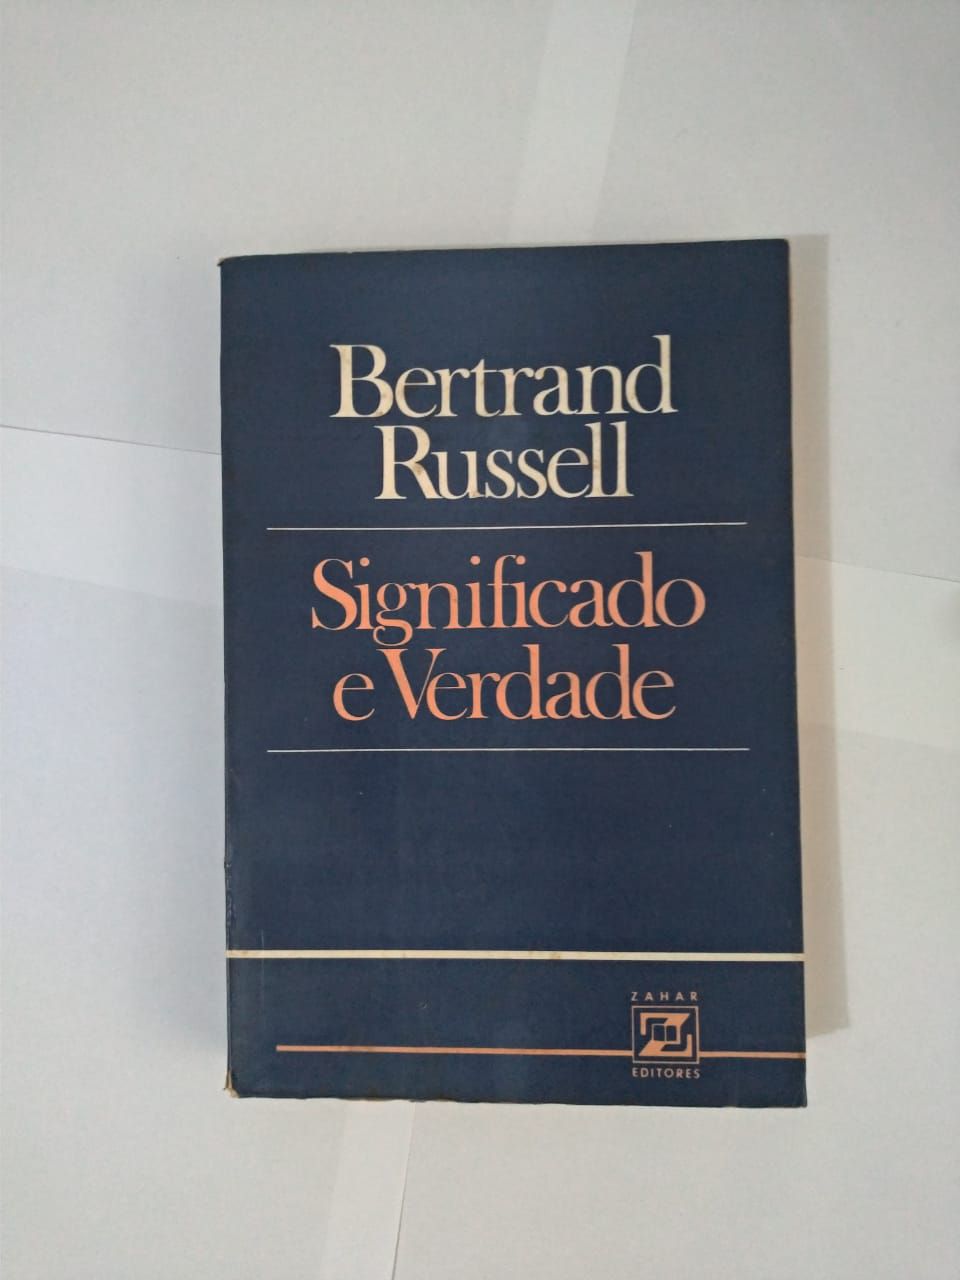 Bertrand
Russell
Significado
e Verdade
ZAHAR
EDITORES